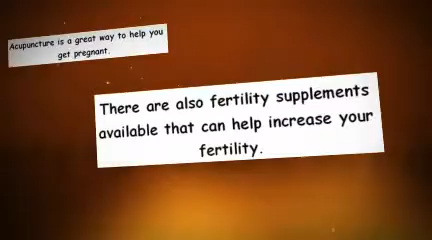 Acupuncture is a great way to help you
get pregnant.
There are also fertility supplements
available that can help increase your
fertility.